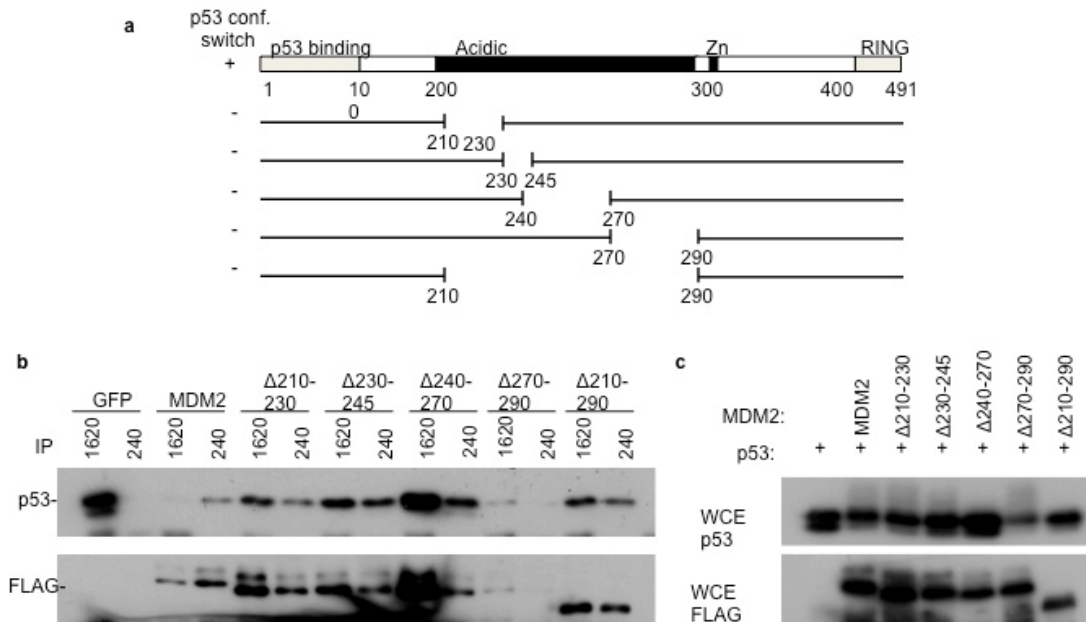 a
p53 conf.
switch
p53 binding Acidic Zn RING
+
1 10 200 300 400 491
0
-
210 230
-
230 245
-
240 270
-
270 290
-
210 290
b
GFP MDM2 Δ210-230 Δ230-245 Δ240-270 Δ270-290 Δ210-290
IP 1620 240 1620 240 1620 240 1620 240 1620 240 1620 240 1620 240
p53-
FLAG-
c
MDM2: MDM2 Δ210-230 Δ230-245 Δ240-270 Δ270-290 Δ210-290
p53: + + + + + + +
WCE
p53
WCE
FLAG